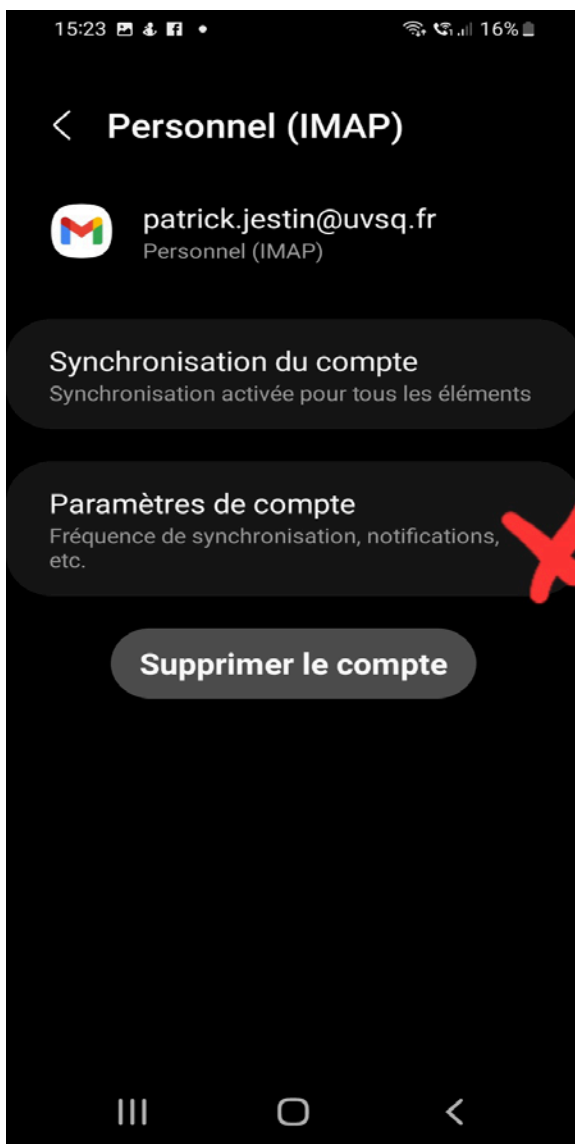 15:23 16%
Personnel (IMAP)
patrick.jestin@uvsq.fr
Personnel (IMAP)
Synchronisation du compte
Synchronisation activée pour tous les éléments
Paramètres de compte
Fréquence de synchronisation, notifications,
etc.
Supprimer le compte